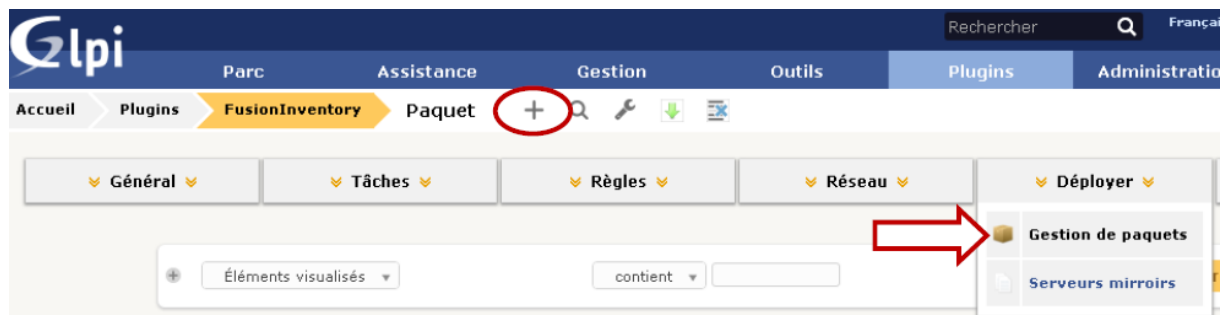 Glpi
Rechercher Françai
Parc Assistance Gestion Outils Plugins Administratio
Accueil Plugins FusionInventory Paquet
Général Tâches Règles Réseau Déployer
Gestion de paquets
Éléments visualisés contient
Serveurs mirroirs